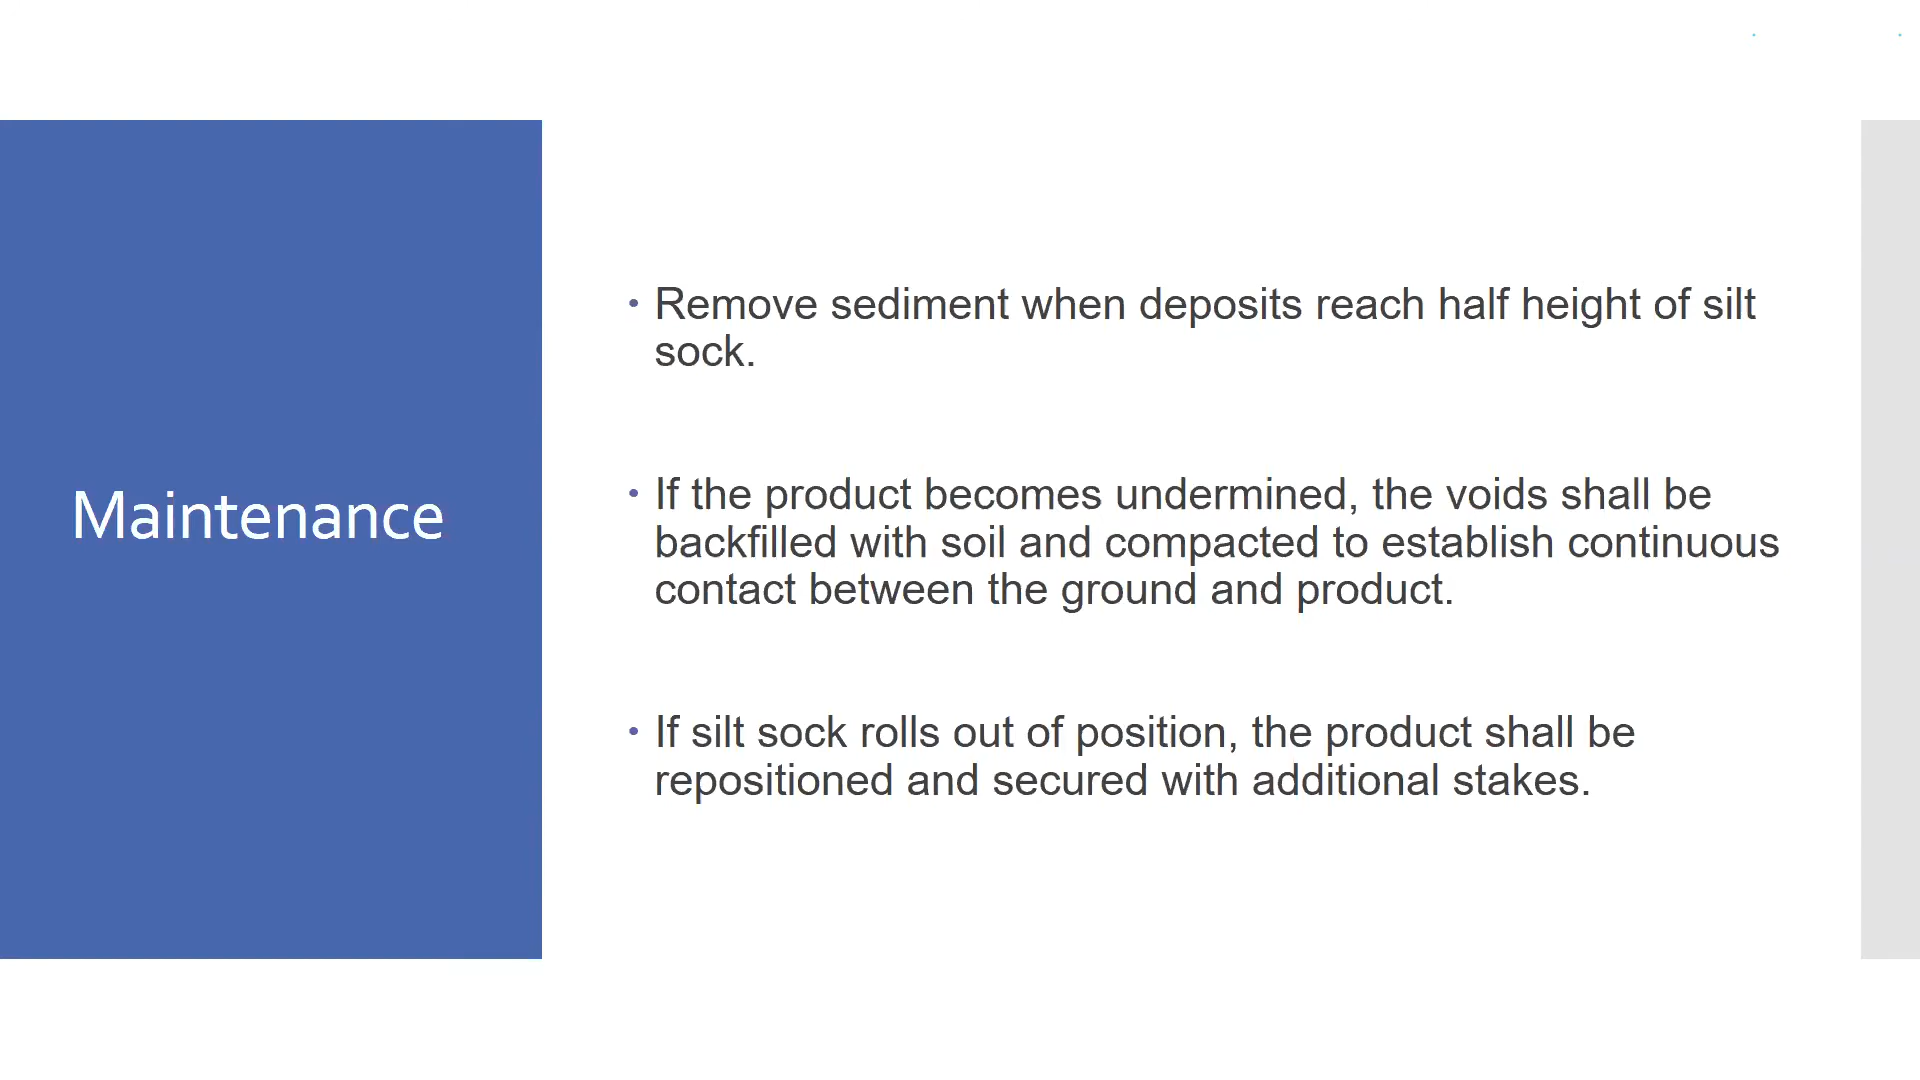 Maintenance
• Remove sediment when deposits reach half height of silt
sock.
• If the product becomes undermined, the voids shall be
backfilled with soil and compacted to establish continuous
contact between the ground and product.
• If silt sock rolls out of position, the product shall be
repositioned and secured with additional stakes.